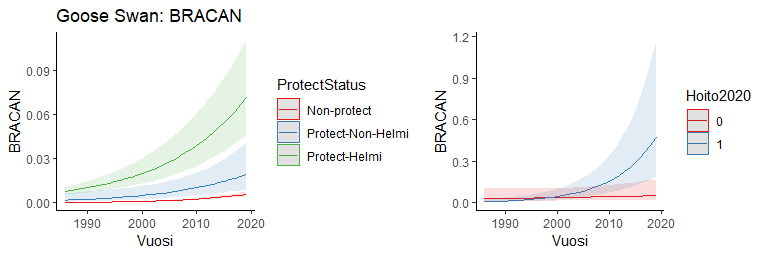 Goose Swan: BRACAN
BRACAN
0.09
0.06
0.03
0.00
1990 2000 2010 2020
Vuosi
ProtectStatus
Non-protect
Protect-Non-Helmi
Protect-Helmi
BRACAN
1.2
0.9
0.6
0.3
0.0
1990 2000 2010 2020
Vuosi
Hoito2020
0
1